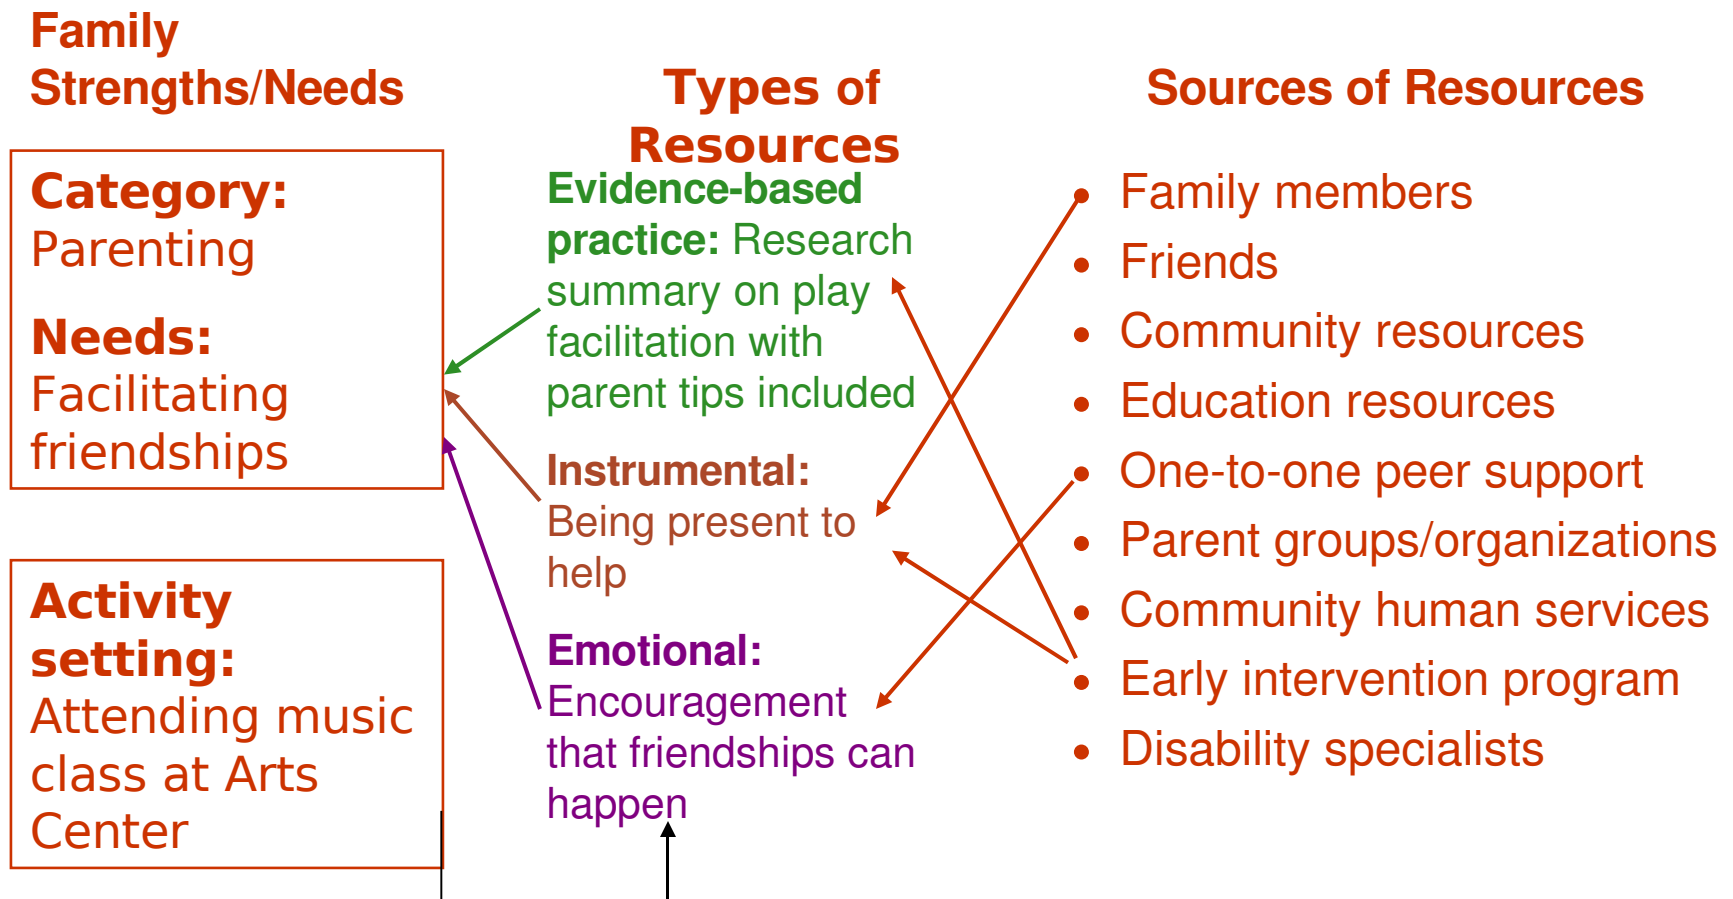 Family
Strengths/Needs
Types of
Resources
Sources of Resources
Category:
Parenting
Needs:
Facilitating
friendships
Activity
setting:
Attending music
class at Arts
Center
Evidence-based
practice: Research
summary on play
facilitation with
parent tips included
Instrumental:
Being present to
help
Emotional:
Encouragement
that friendships can
happen
• Family members
• Friends
• Community resources
• Education resources
• One-to-one peer support
• Parent groups/organizations
• Community human services
• Early intervention program
• Disability specialists